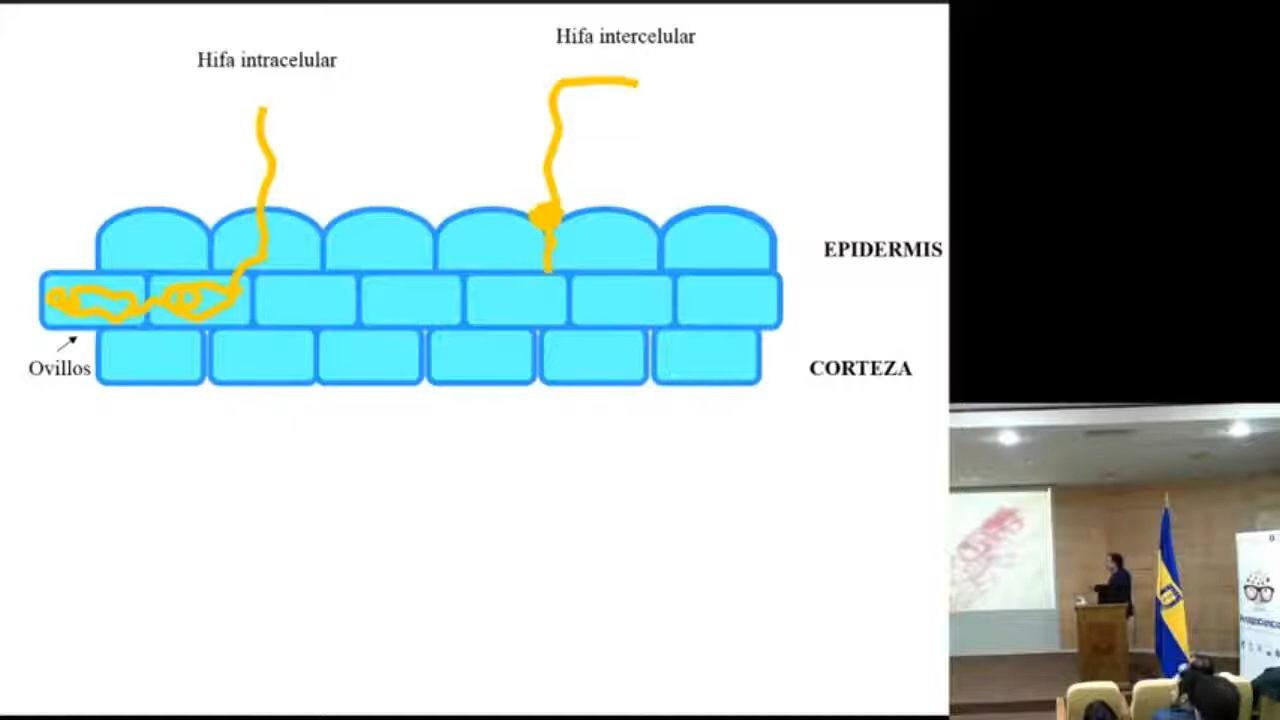 Hifa intercelular
Hifa intracelular
EPIDERMIS
Ovillos
CORTEZA